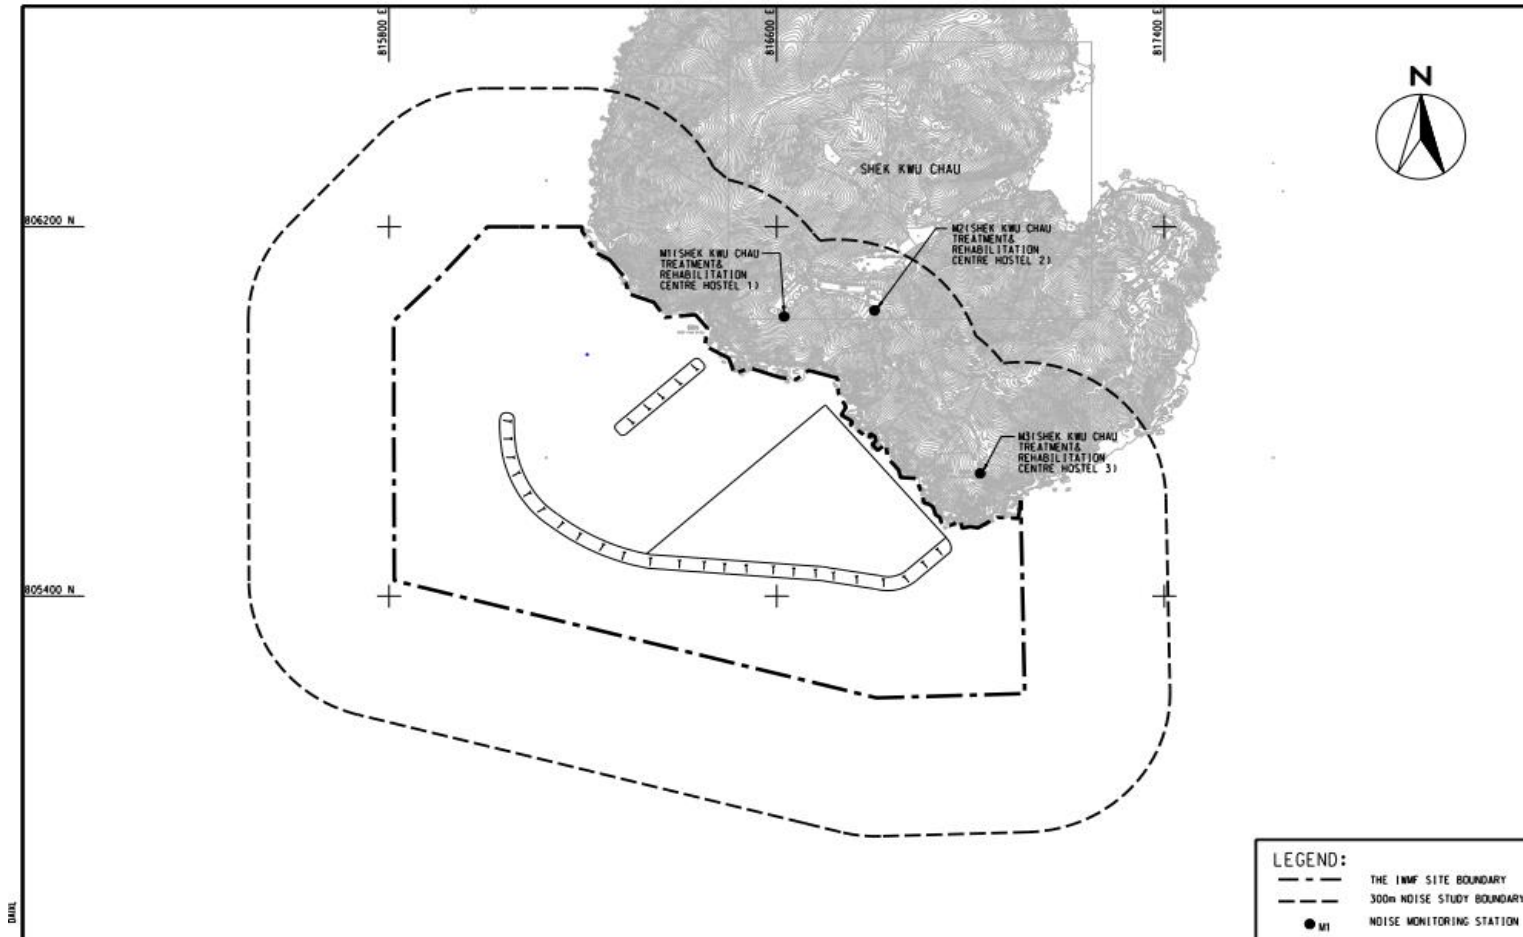 815800 E
816600 E
817400 E
N
SHEK KWU CHAU
806200 N
M1(SHEK KWU CHAU
TREATMENT&
REHABILITATION
CENTRE HOSTEL 1)
M2(SHEK KWU CHAU
TREATMENT&
REHABILITATION
CENTRE HOSTEL 2)
M3(SHEK KWU CHAU
TREATMENT&
REHABILITATION
CENTRE HOSTEL 3)
805400 N
LEGEND:
THE IWMF SITE BOUNDARY
300m NOISE STUDY BOUNDARY
M1 NOISE MONITORING STATION